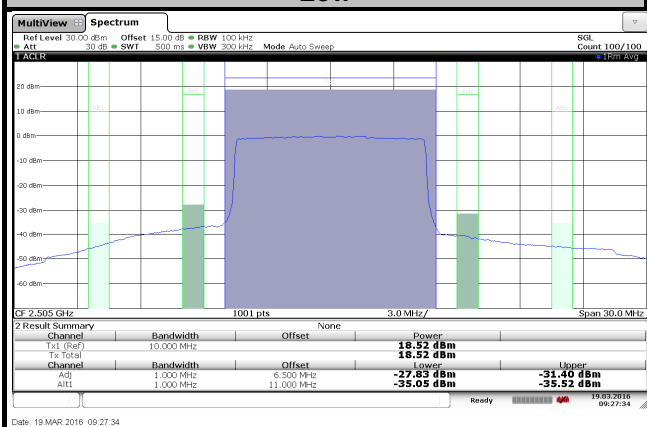 MultiView Spectrum
Ref Level 30.00 dBm Offset 15.00 dB RBW 100 kHz SGL
Att 30 dB SWT 500 ms VBW 300 kHz Mode Auto Sweep Count 100/100
1 ACLR 1Rm Avg
20 dBm
10 dBm
0 dBm
-10 dBm
-20 dBm
-30 dBm
-40 dBm
-50 dBm
-60 dBm
CF 2.505 GHz 1001 pts 3.0 MHz/ Span 30.0 MHz
2 Result Summary None
Channel Bandwidth Offset Power
Tx1 (Ref) 10.000 MHz 18.52 dBm
Tx Total 18.52 dBm
Channel Bandwidth Offset Lower Upper
Adj 1.000 MHz 6.500 MHz -27.83 dBm -31.40 dBm
Alt1 1.000 MHz 11.000 MHz -35.05 dBm -35.52 dBm
Ready 19.03.2016
09:27:34
Date: 19.MAR.2016 09:27:34